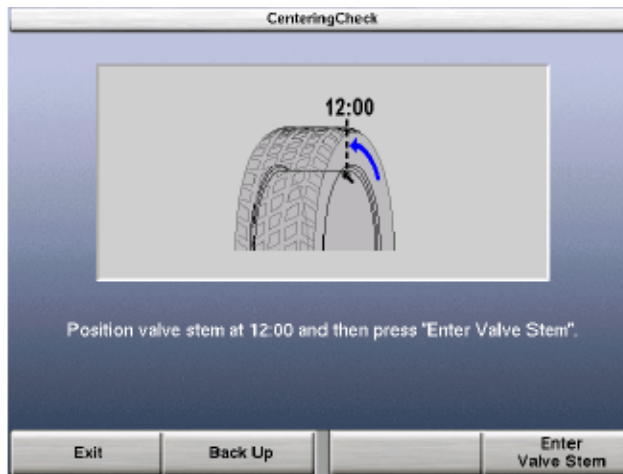 CenteringCheck
12:00
Position valve stem at 12:00 and then press "Enter Valve Stem".
Exit
Back Up
Enter
Valve Stem